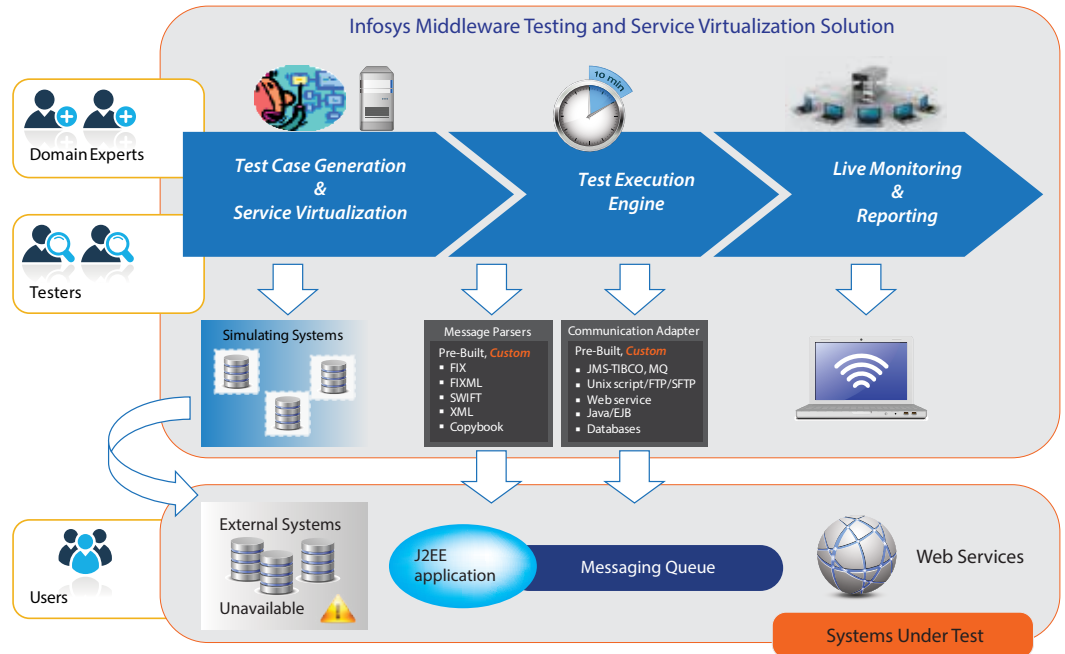 Infosys Middleware Testing and Service Virtualization Solution
10 min
Domain Experts
Test Case Generation
&
Service Virtualization
Test Execution
Engine
Live Monitoring
&
Reporting
Testers
Simulating Systems
Message Parsers
Pre-Built, Custom
▪ FIX
▪ FIXML
▪ SWIFT
▪ XML
▪ Copybook
Communication Adapter
Pre-Built, Custom
▪ JMS-TIBCO, MQ
▪ Unix script/FTP/SFTP
▪ Web service
▪ Java/EJB
▪ Databases
Users
External Systems
Unavailable
J2EE
application
Messaging Queue
Web Services
Systems Under Test